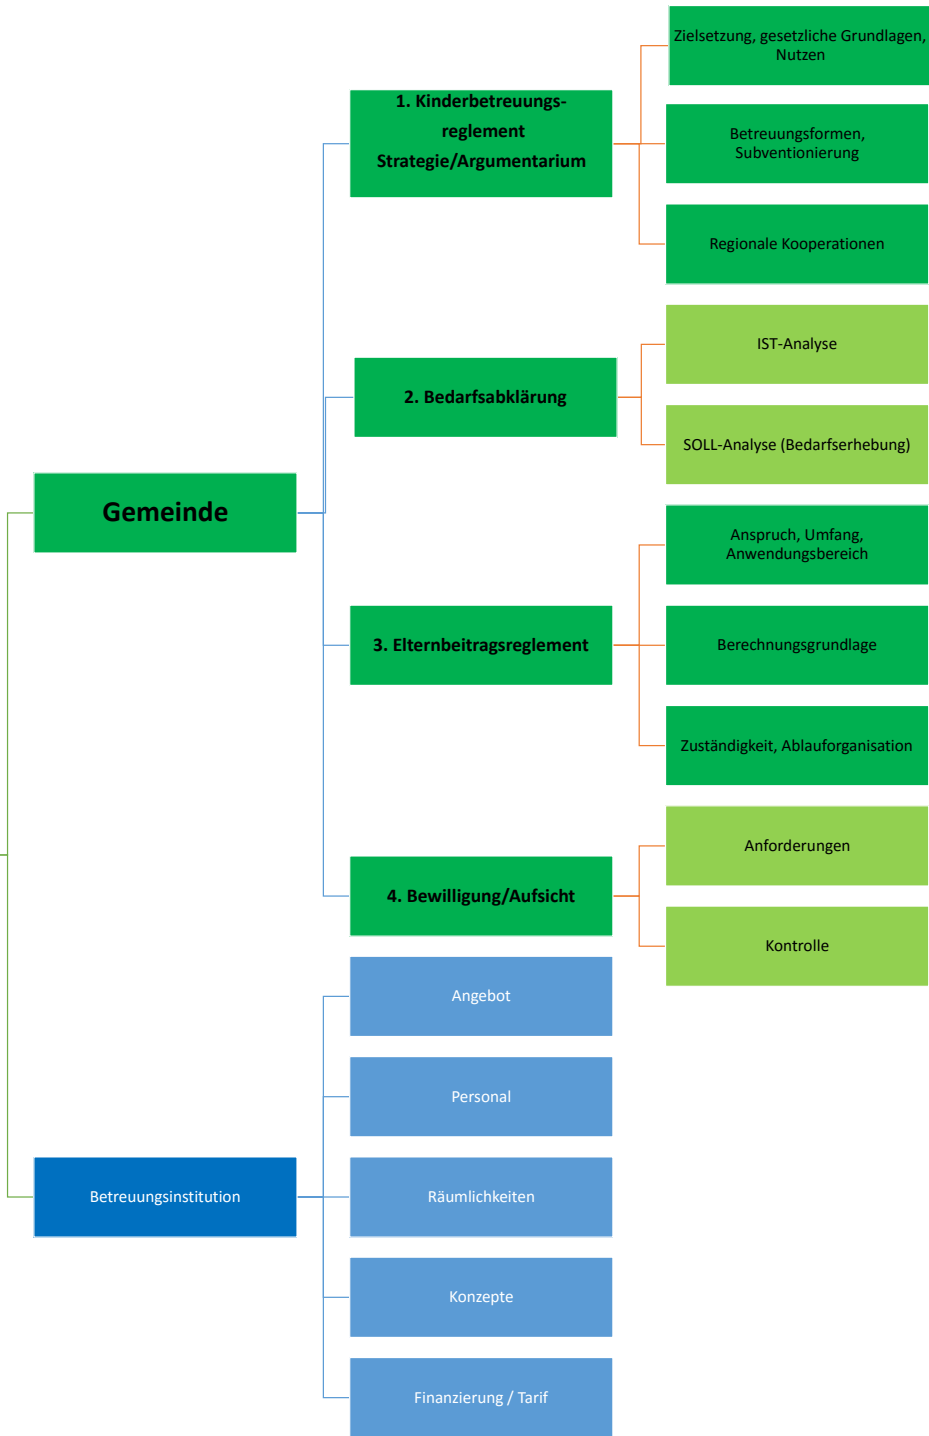 Gemeinde
1. Kinderbetreuungs-
reglement
Strategie/Argumentarium
Zielsetzung, gesetzliche Grundlagen,
Nutzen
Betreuungsformen,
Subventionierung
Regionale Kooperationen
2. Bedarfsabklärung
IST-Analyse
SOLL-Analyse (Bedarfserhebung)
3. Elternbeitragsreglement
Anspruch, Umfang,
Anwendungsbereich
Berechnungsgrundlage
Zuständigkeit, Ablauforganisation
4. Bewilligung/Aufsicht
Anforderungen
Kontrolle
Betreuungsinstitution
Angebot
Personal
Räumlichkeiten
Konzepte
Finanzierung / Tarif